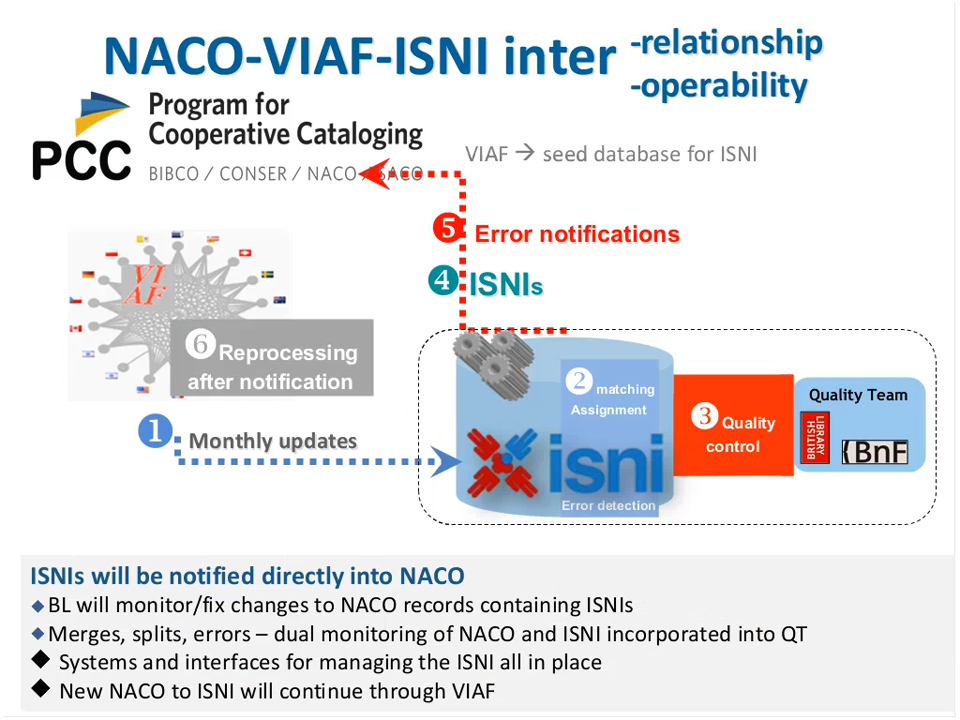 NACO-VIAF-ISNI inter -relationship
-operability
PCC
Program for
Cooperative Cataloging
BIBCO / CONSER / NACO / SACO
VIAF → seed database for ISNI
5 Error notifications
4 ISNIs
VI
AF
6 Reprocessing
after notification
1 Monthly updates
2 matching
Assignment
isni
Error detection
3 Quality
control
Quality Team
BRITISH
LIBRARY
{BnF
ISNIs will be notified directly into NACO
◆ BL will monitor/fix changes to NACO records containing ISNIs
◆ Merges, splits, errors – dual monitoring of NACO and ISNI incorporated into QT
◆ Systems and interfaces for managing the ISNI all in place
◆ New NACO to ISNI will continue through VIAF